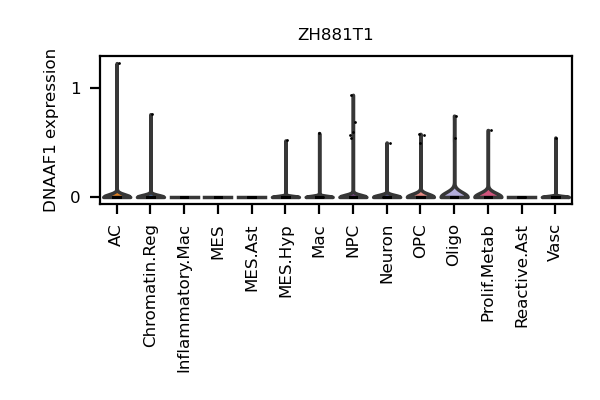 ZH881T1
DNAAF1 expression
1
0
AC
Chromatin.Reg
Inflammatory.Mac
MES
MES.Ast
MES.Hyp
Mac
NPC
Neuron
OPC
Oligo
Prolif.Metab
Reactive.Ast
Vasc